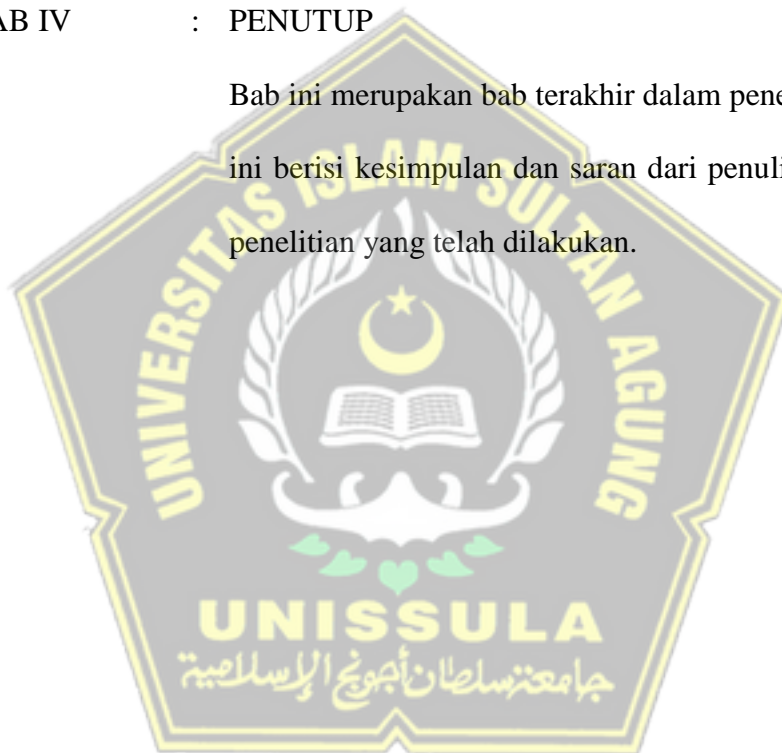 AB IV : PENUTUP
Bab ini merupakan bab terakhir dalam pene
ini berisi kesimpulan dan saran dari penuli
penelitian yang telah dilakukan.
UNIVERSITAS ISLAM SULTAN AGUNG
UNISSULA
جامعة سلطان أجونج الإسلامية